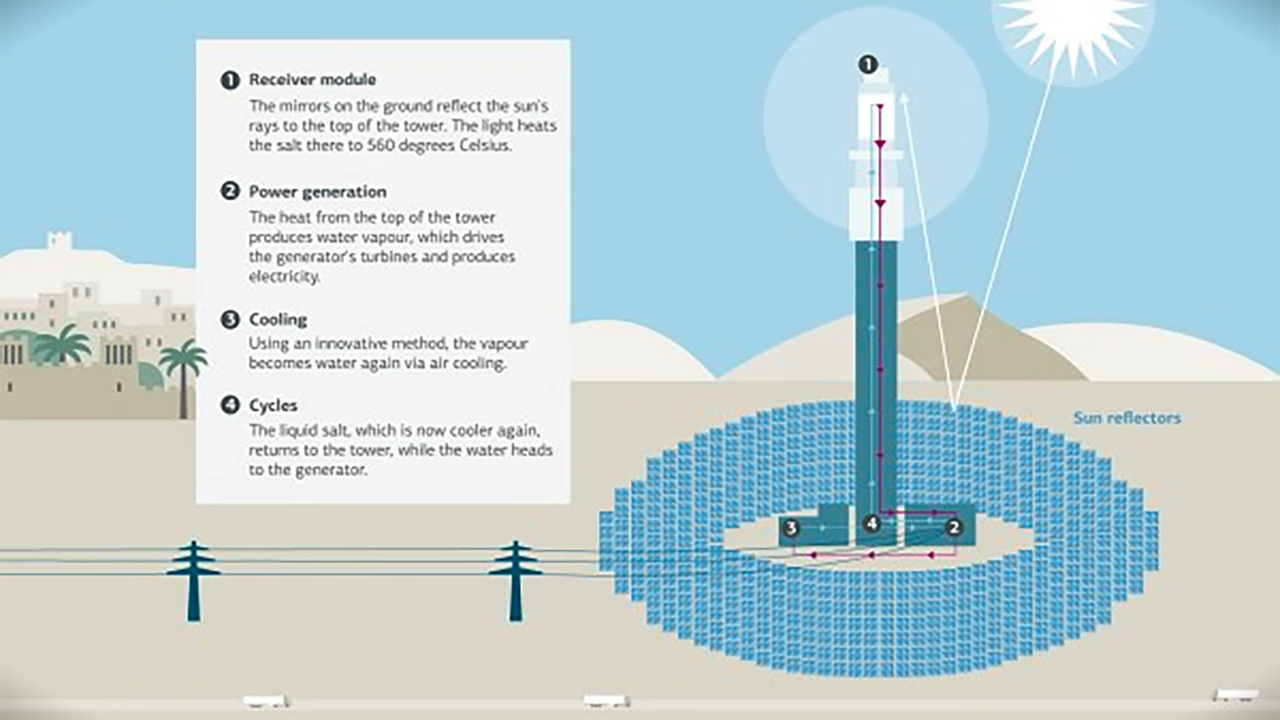 1 Receiver module
The mirrors on the ground reflect the sun's
rays to the top of the tower. The light heats
the salt there to 560 degrees Celsius.
2 Power generation
The heat from the top of the tower
produces water vapour, which drives
the generator's turbines and produces
electricity.
3 Cooling
Using an innovative method, the vapour
becomes water again via air cooling.
4 Cycles
The liquid salt, which is now cooler again,
returns to the tower, while the water heads
to the generator.
1
Sun reflectors
3 4 2